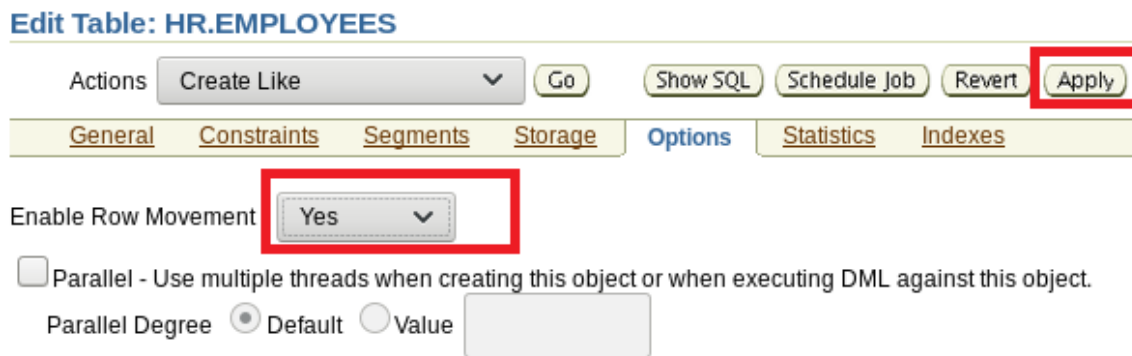 Edit Table: HR.EMPLOYEES
Actions Create Like Go Show SQL Schedule Job Revert Apply
General Constraints Segments Storage Options Statistics Indexes
Enable Row Movement Yes
Parallel - Use multiple threads when creating this object or when executing DML against this object.
Parallel Degree Default Value